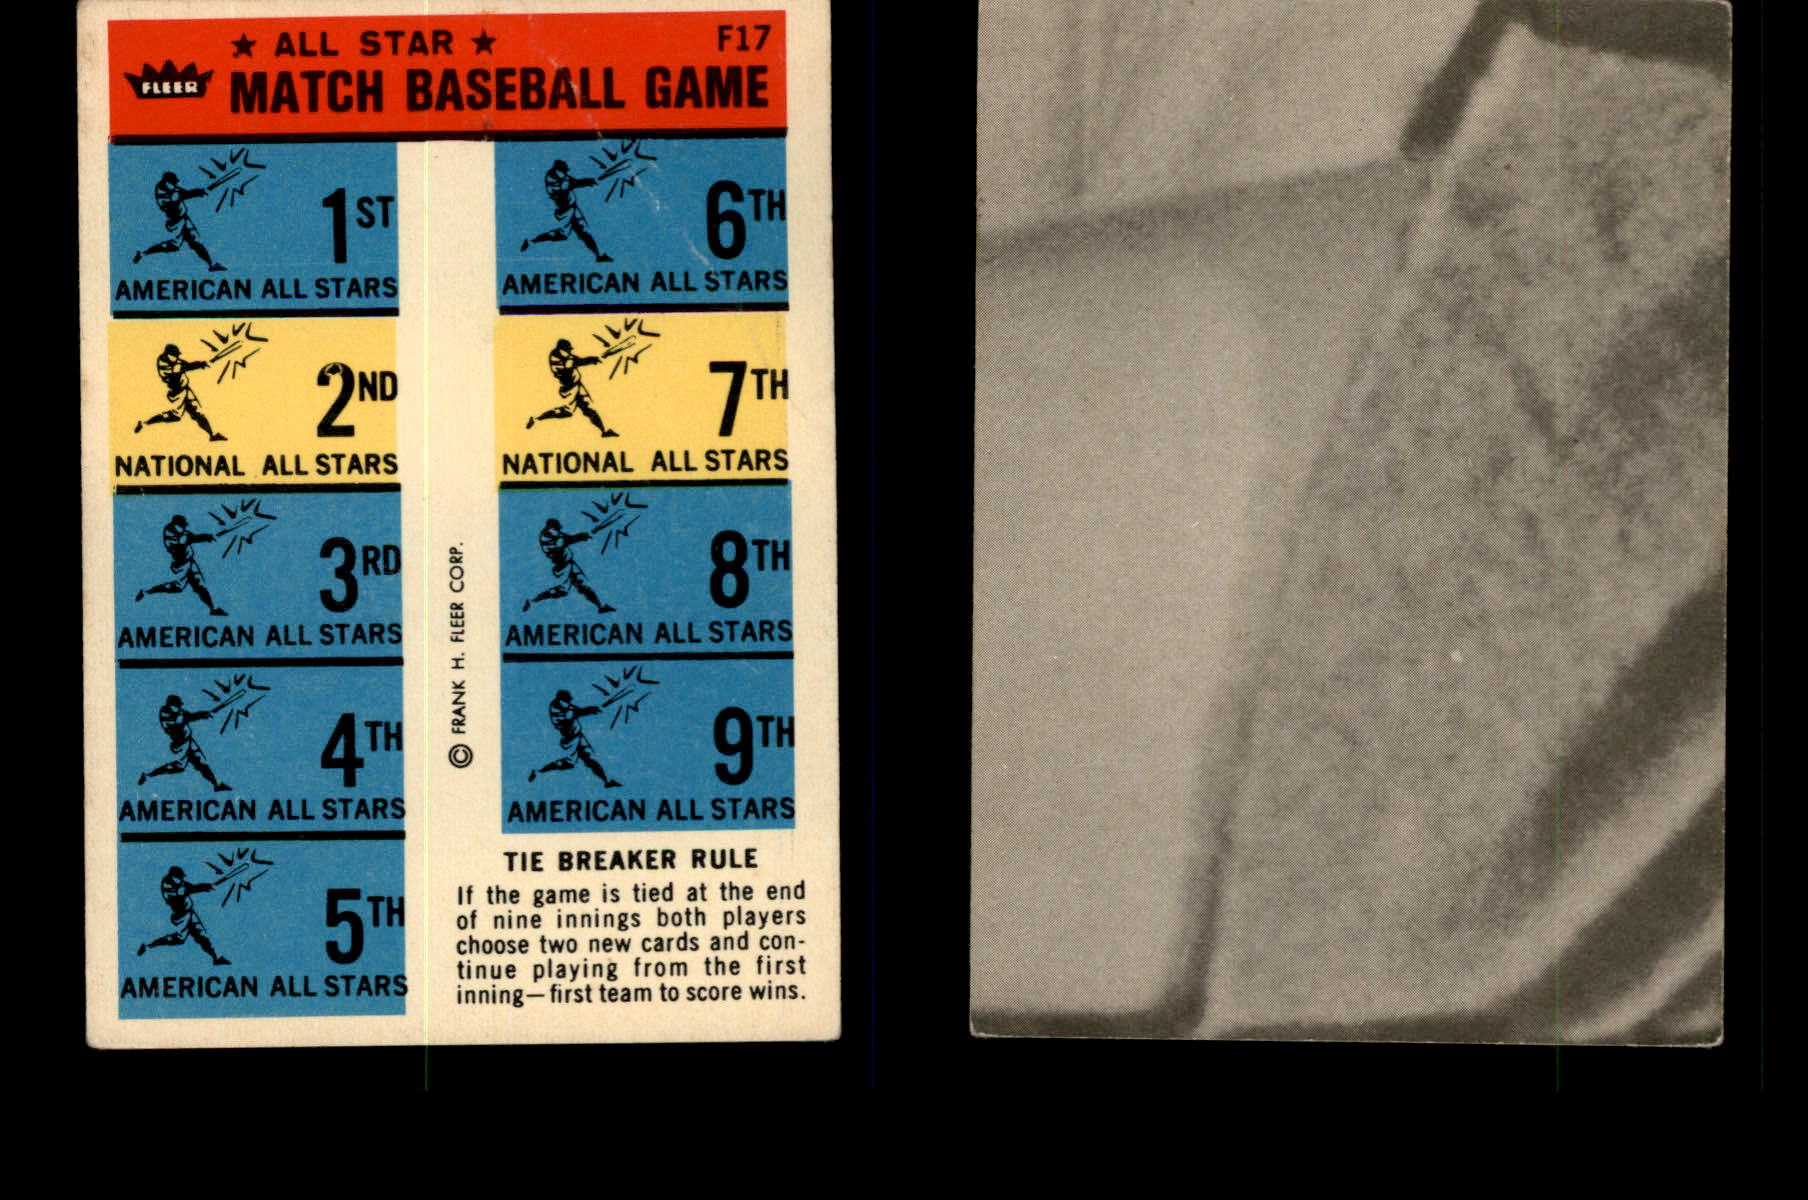 ★ ALL STAR ★ F17
FLEER
MATCH BASEBALL GAME
1ST
AMERICAN ALL STARS
2ND
NATIONAL ALL STARS
3RD
AMERICAN ALL STARS
4TH
AMERICAN ALL STARS
5TH
AMERICAN ALL STARS
6TH
AMERICAN ALL STARS
7TH
NATIONAL ALL STARS
8TH
AMERICAN ALL STARS
9TH
AMERICAN ALL STARS
© FRANK H. FLEER CORP.
TIE BREAKER RULE
If the game is tied at the end
of nine innings both players
choose two new cards and con-
tinue playing from the first
inning—first team to score wins.